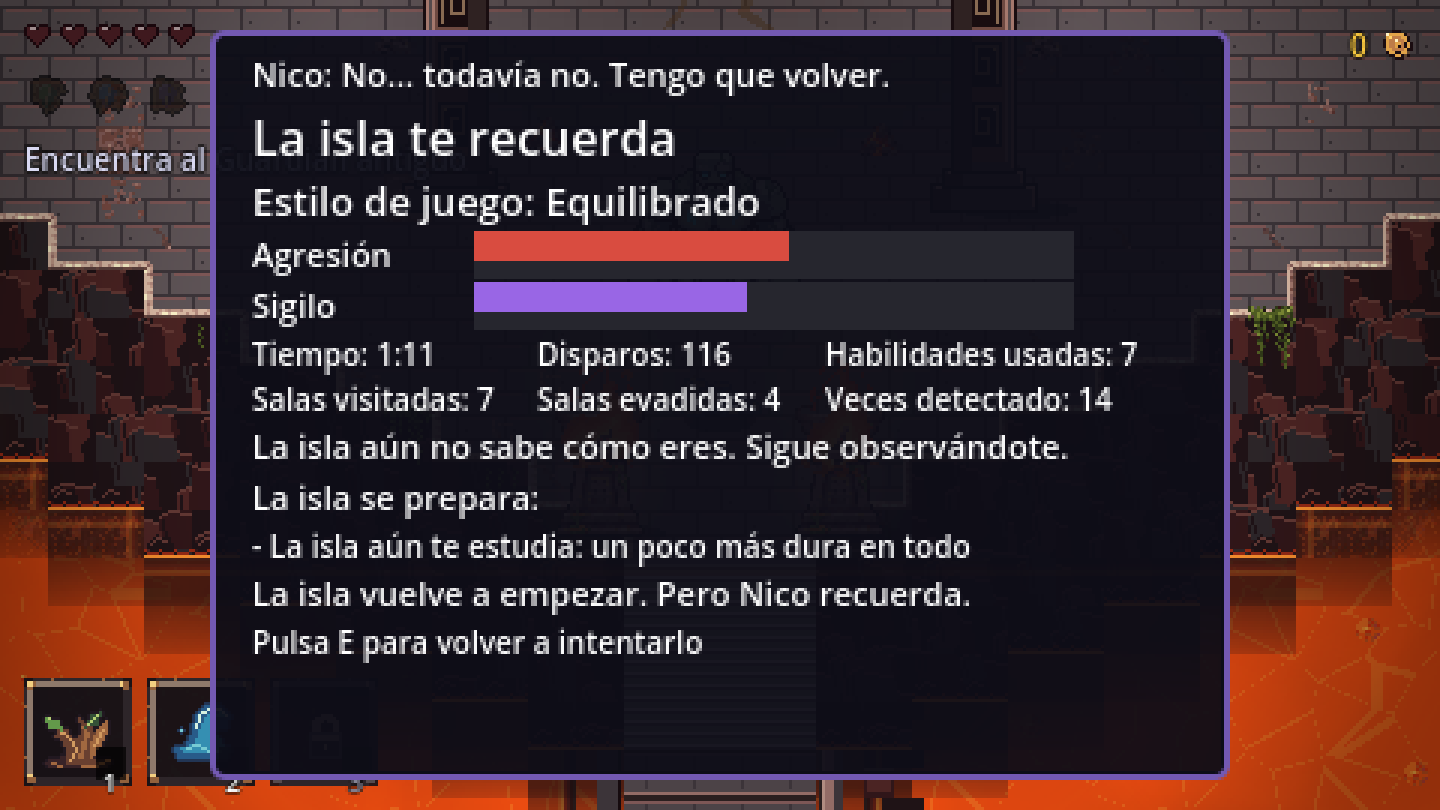 Nico: No... todavía no. Tengo que volver.
0
La isla te recuerda
Encuentra al Guardián antiguo
Estilo de juego: Equilibrado
Agresión
Sigilo
Tiempo: 1:11 Disparos: 116 Habilidades usadas: 7
Salas visitadas: 7 Salas evadidas: 4 Veces detectado: 14
La isla aún no sabe cómo eres. Sigue observándote.
La isla se prepara:
- La isla aún te estudia: un poco más dura en todo
La isla vuelve a empezar. Pero Nico recuerda.
Pulsa E para volver a intentarlo
1 2 3